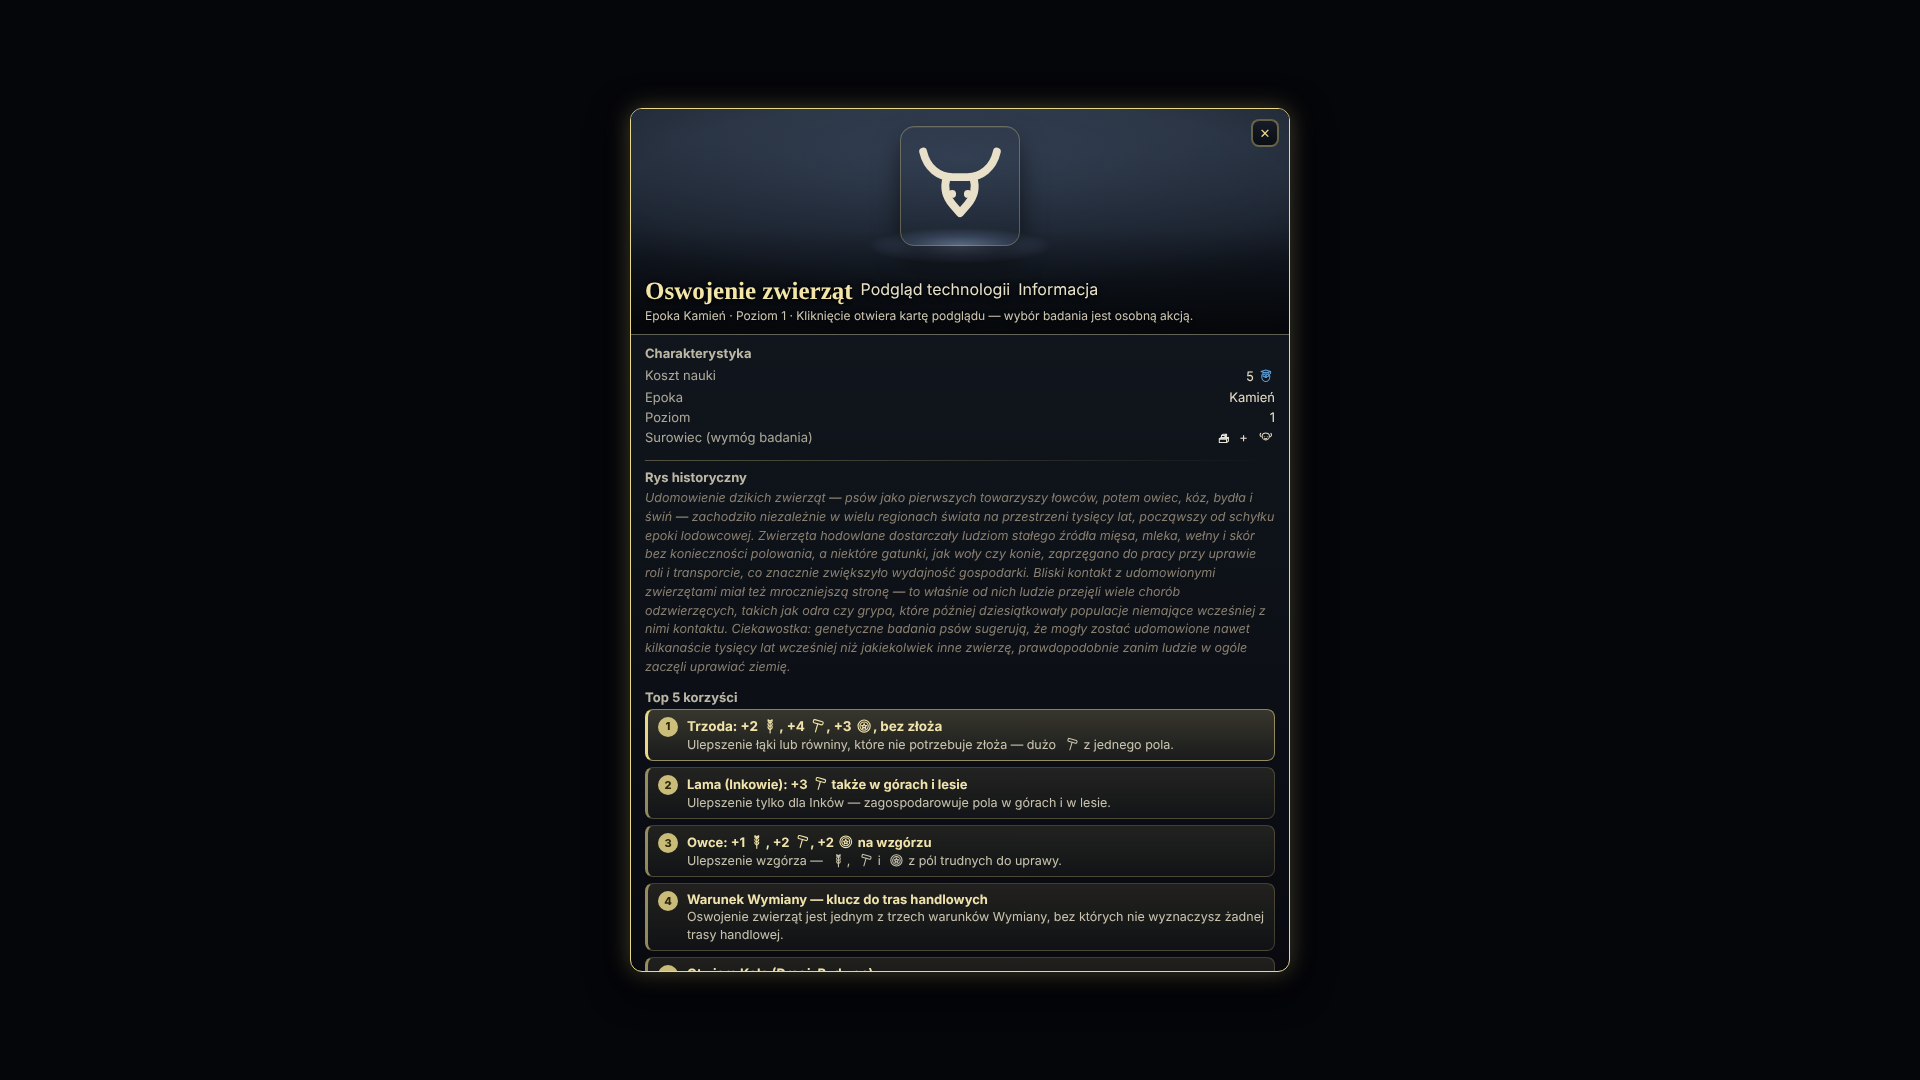 ✕
Oswojenie zwierząt Podgląd technologii Informacja
Epoka Kamień · Poziom 1 · Kliknięcie otwiera kartę podglądu — wybór badania jest osobną akcją.
Charakterystyka
Koszt nauki 5
Epoka Kamień
Poziom 1
Surowiec (wymóg badania) +
Rys historyczny
Udomowienie dzikich zwierząt — psów jako pierwszych towarzyszy łowców, potem owiec, kóz, bydła i
świń — zachodziło niezależnie w wielu regionach świata na przestrzeni tysięcy lat, począwszy od schyłku
epoki lodowcowej. Zwierzęta hodowlane dostarczały ludziom stałego źródła mięsa, mleka, wełny i skór
bez konieczności polowania, a niektóre gatunki, jak woły czy konie, zaprzęgano do pracy przy uprawie
roli i transporcie, co znacznie zwiększyło wydajność gospodarki. Bliski kontakt z udomowionymi
zwierzętami miał też mroczniejszą stronę — to właśnie od nich ludzie przejęli wiele chorób
odzwierzęcych, takich jak odra czy grypa, które później dziesiątkowały populacje niemające wcześniej z
nimi kontaktu. Ciekawostka: genetyczne badania psów sugerują, że mogły zostać udomowione nawet
kilkanaście tysięcy lat wcześniej niż jakiekolwiek inne zwierzę, prawdopodobnie zanim ludzie w ogóle
zaczęli uprawiać ziemię.
Top 5 korzyści
1 Trzoda: +2 , +4 , +3 , bez złoża
Ulepszenie łąki lub równiny, które nie potrzebuje złoża — dużo z jednego pola.
2 Lama (Inkowie): +3 także w górach i lesie
Ulepszenie tylko dla Inków — zagospodarowuje pola w górach i w lesie.
3 Owce: +1 , +2 , +2 na wzgórzu
Ulepszenie wzgórza — , i z pól trudnych do uprawy.
4 Warunek Wymiany — klucz do tras handlowych
Oswojenie zwierząt jest jednym z trzech warunków Wymiany, bez których nie wyznaczysz żadnej
trasy handlowej.